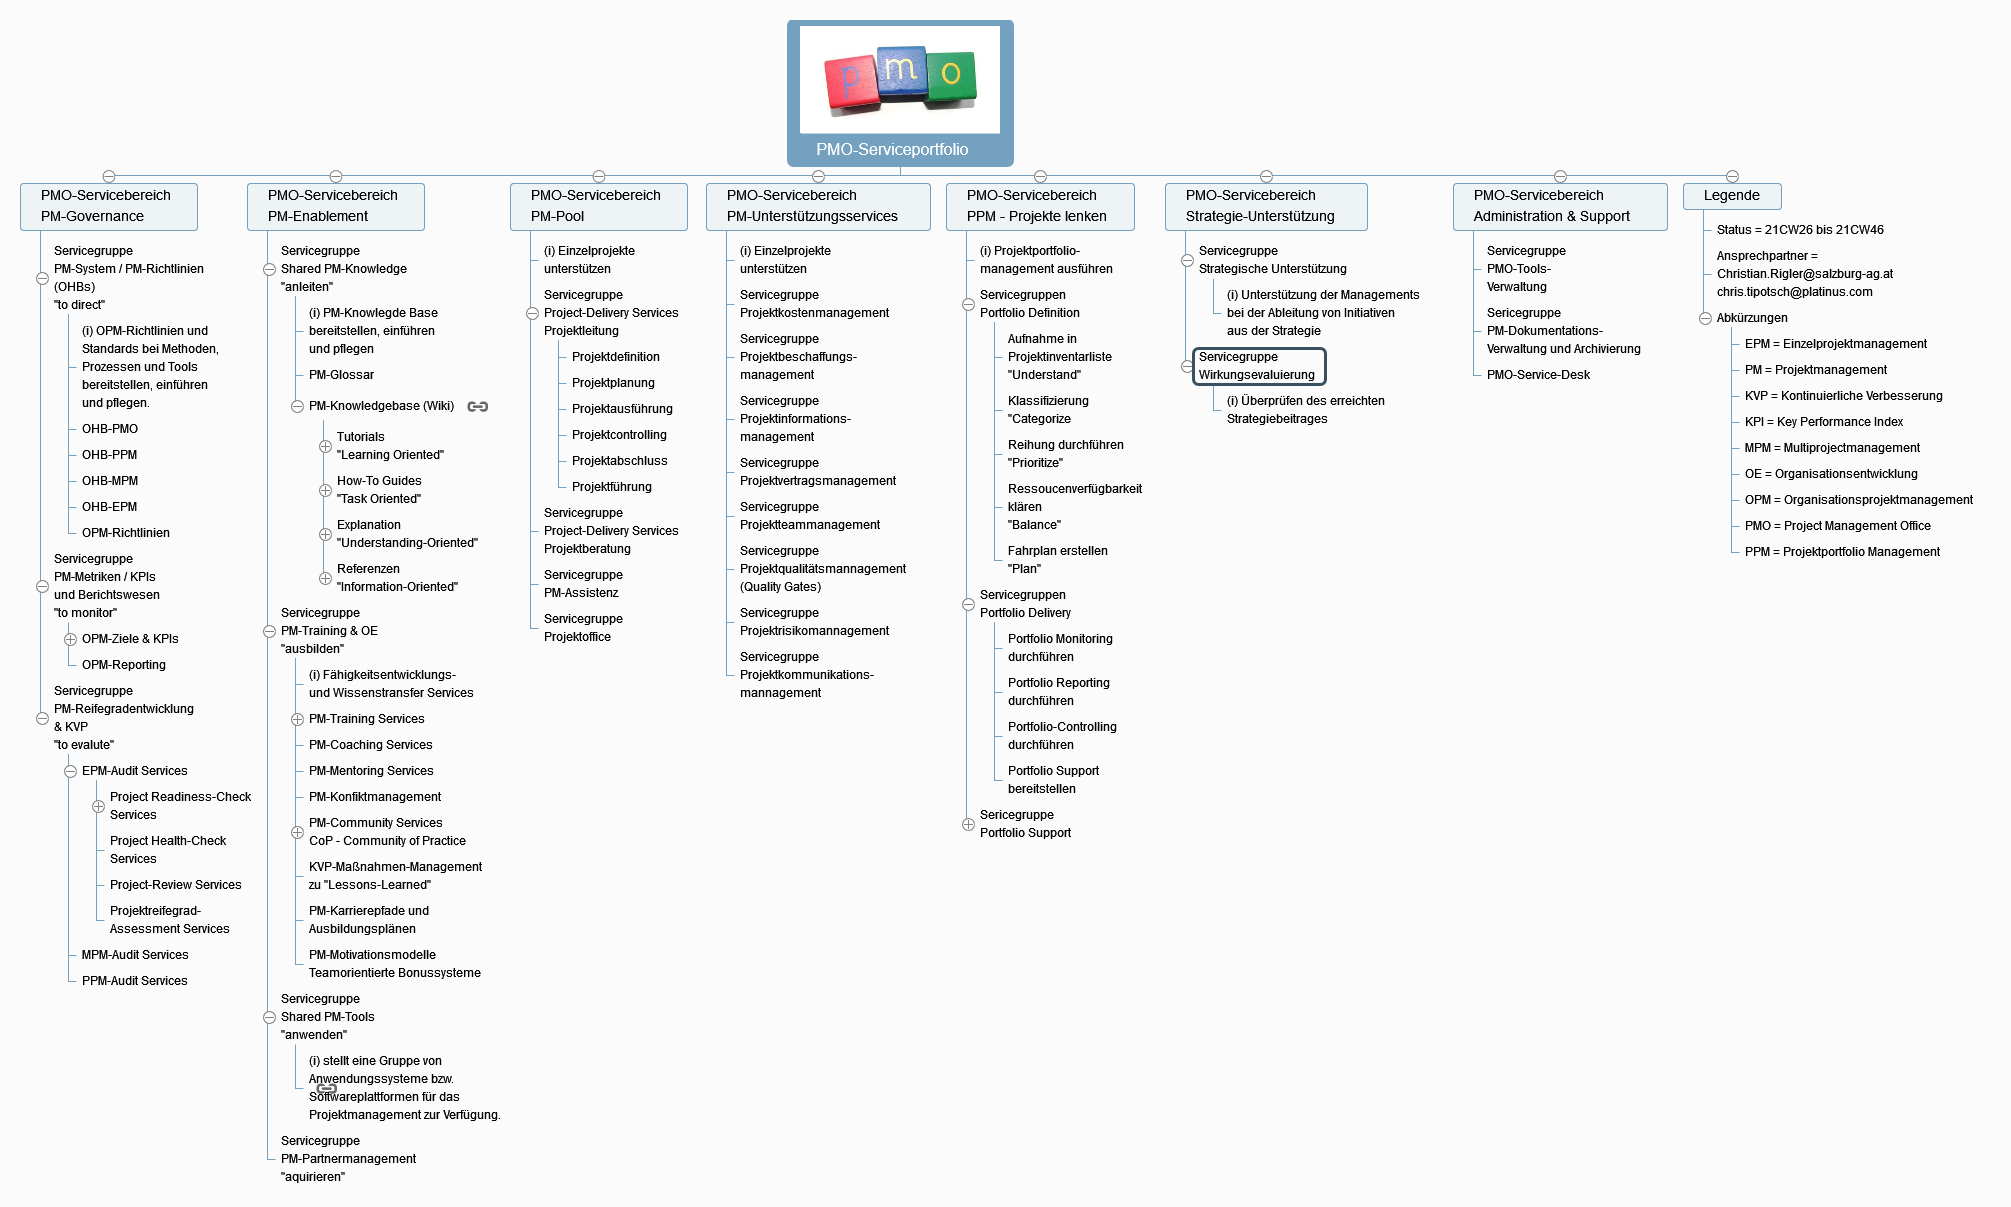 pmo
PMO-Serviceportfolio
PMO-Servicebereich
PM-Governance
Servicegruppe
PM-System / PM-Richtlinien
(OHBs)
"to direct"
(i) OPM-Richtlinien und
Standards bei Methoden,
Prozessen und Tools
bereitstellen, einführen
und pflegen.
OHB-PMO
OHB-PPM
OHB-MPM
OHB-EPM
OPM-Richtlinien
Servicegruppe
PM-Metriken / KPIs
und Berichtswesen
"to monitor"
OPM-Ziele & KPIs
OPM-Reporting
Servicegruppe
PM-Reifegradentwicklung
& KVP
"to evalute"
EPM-Audit Services
Project Readiness-Check
Services
Project Health-Check
Services
Project-Review Services
Projektreifegrad-
Assessment Services
MPM-Audit Services
PPM-Audit Services
PMO-Servicebereich
PM-Enablement
Servicegruppe
Shared PM-Knowledge
"anleiten"
(i) PM-Knowlegde Base
bereitstellen, einführen
und pflegen
PM-Glossar
PM-Knowledgebase (Wiki)
Tutorials
"Learning Oriented"
How-To Guides
"Task Oriented"
Explanation
"Understanding-Oriented"
Referenzen
"Information-Oriented"
Servicegruppe
PM-Training & OE
"ausbilden"
(i) Fähigkeitsentwicklungs-
und Wissenstransfer Services
PM-Training Services
PM-Coaching Services
PM-Mentoring Services
PM-Konfiktmanagement
PM-Community Services
CoP - Community of Practice
KVP-Maßnahmen-Management
zu "Lessons-Learned"
PM-Karrierepfade und
Ausbildungsplänen
PM-Motivationsmodelle
Teamorientierte Bonussysteme
Servicegruppe
Shared PM-Tools
"anwenden"
(i) stellt eine Gruppe von
Anwendungssysteme bzw.
Softwareplattformen für das
Projektmanagement zur Verfügung.
Servicegruppe
PM-Partnermanagement
"aquirieren"
PMO-Servicebereich
PM-Pool
(i) Einzelprojekte
unterstützen
Servicegruppe
Project-Delivery Services
Projektleitung
Projektdefinition
Projektplanung
Projektausführung
Projektcontrolling
Projektabschluss
Projektführung
Servicegruppe
Project-Delivery Services
Projektberatung
Servicegruppe
PM-Assistenz
Servicegruppe
Projektoffice
PMO-Servicebereich
PM-Unterstützungsservices
(i) Einzelprojekte
unterstützen
Servicegruppe
Projektkostenmanagement
Servicegruppe
Projektbeschaffungs-
management
Servicegruppe
Projektinformations-
management
Servicegruppe
Projektvertragsmanagement
Servicegruppe
Projektteammanagement
Servicegruppe
Projektqualitätsmannagement
(Quality Gates)
Servicegruppe
Projektrisikomannagement
Servicegruppe
Projektkommunikations-
mannagement
PMO-Servicebereich
PPM - Projekte lenken
(i) Projektportfolio-
management ausführen
Servicegruppen
Portfolio Definition
Aufnahme in
Projektinventarliste
"Understand"
Klassifizierung
"Categorize
Reihung durchführen
"Prioritize"
Ressoucenverfügbarkeit
klären
"Balance"
Fahrplan erstellen
"Plan"
Servicegruppen
Portfolio Delivery
Portfolio Monitoring
durchführen
Portfolio Reporting
durchführen
Portfolio-Controlling
durchführen
Portfolio Support
bereitstellen
Sericegruppe
Portfolio Support
PMO-Servicebereich
Strategie-Unterstützung
Servicegruppe
Strategische Unterstützung
(i) Unterstützung der Managements
bei der Ableitung von Initiativen
aus der Strategie
Servicegruppe
Wirkungsevaluierung
(i) Überprüfen des erreichten
Strategiebeitrages
PMO-Servicebereich
Administration & Support
Servicegruppe
PMO-Tools-
Verwaltung
Sericegruppe
PM-Dokumentations-
Verwaltung und Archivierung
PMO-Service-Desk
Legende
Status = 21CW26 bis 21CW46
Ansprechpartner =
Christian.Rigler@salzburg-ag.at
chris.tipotsch@platinus.com
Abkürzungen
EPM = Einzelprojektmanagement
PM = Projektmanagement
KVP = Kontinuierliche Verbesserung
KPI = Key Performance Index
MPM = Multiprojectmanagement
OE = Organisationsentwicklung
OPM = Organisationsprojektmanagement
PMO = Project Management Office
PPM = Projektportfolio Management